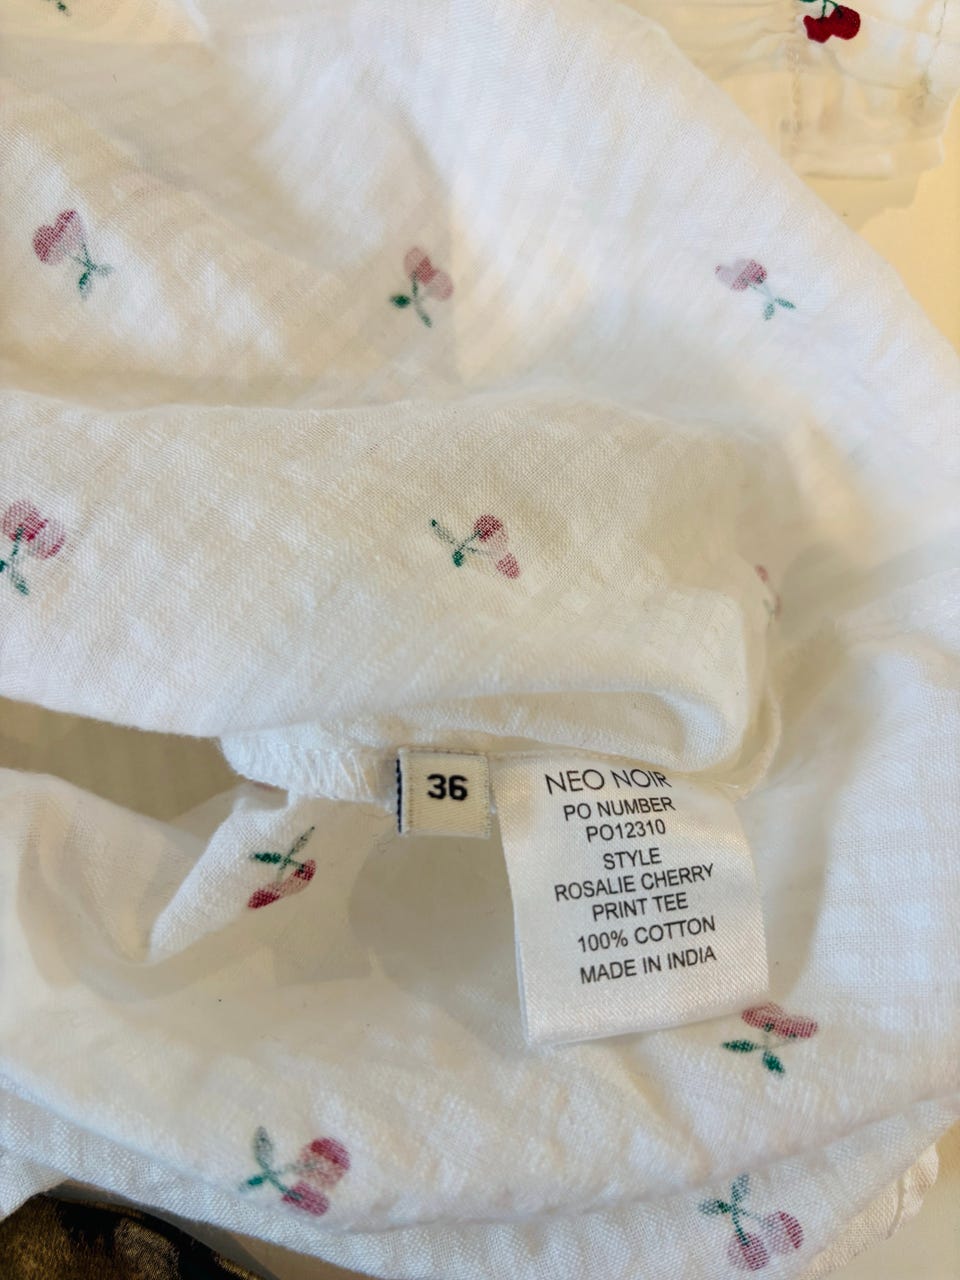 36
NEO NOIR
PO NUMBER
PO12310
STYLE
ROSALIE CHERRY
PRINT TEE
100% COTTON
MADE IN INDIA